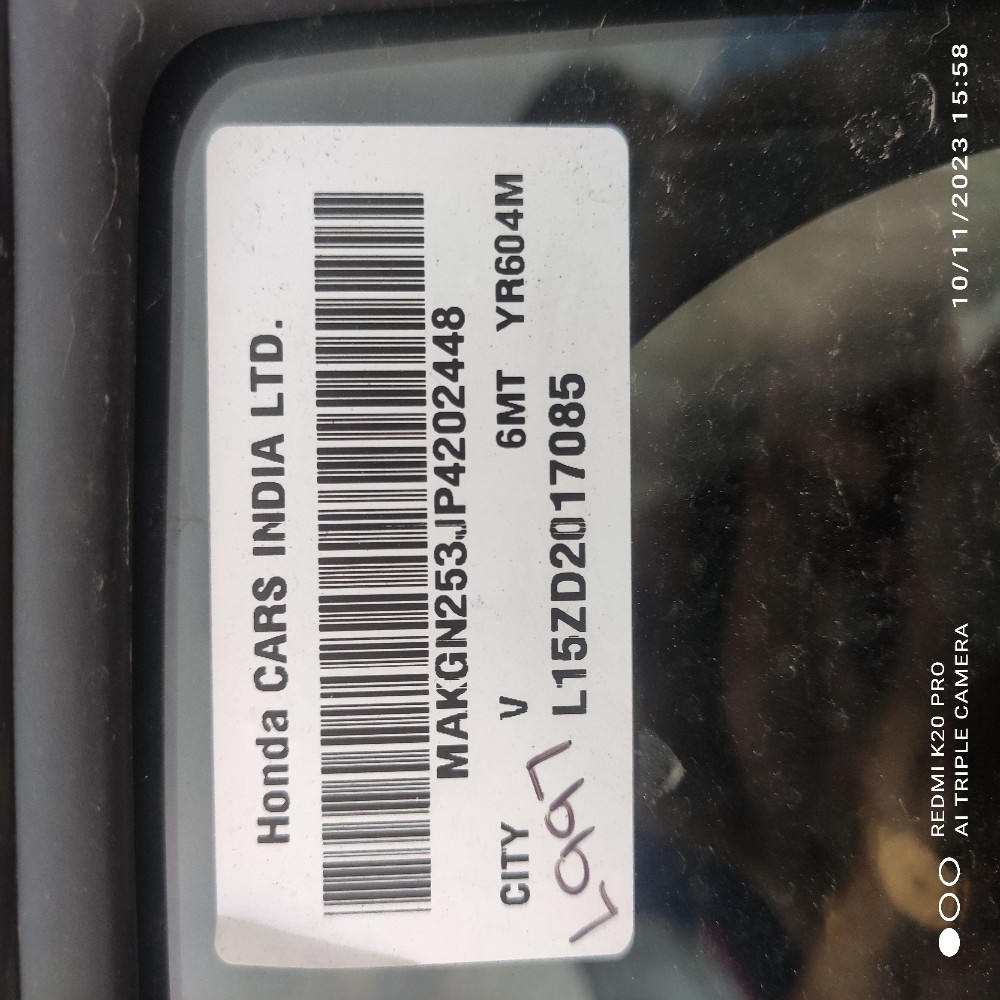 Honda CARS INDIA LTD.
MAKGN253JP4202448
CITY V 6MT YR604M
L15ZD2017085
REDMI K20 PRO
AI TRIPLE CAMERA
10/11/2023 15:58